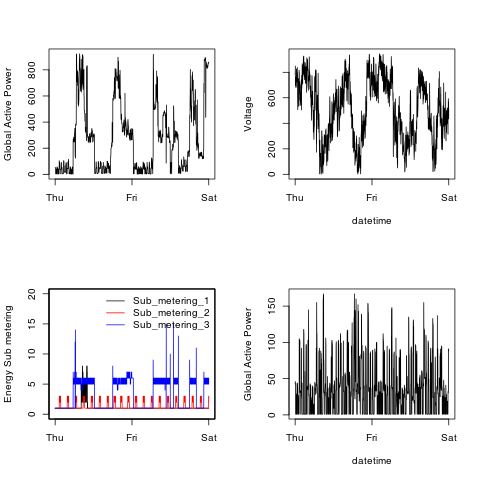 Global Active Power
0
200
400
600
800
Thu
Fri
Sat
Voltage
0
200
600
Thu
Fri
Sat
datetime
Energy Sub metering
0
5
10
15
20
Sub_metering_1
Sub_metering_2
Sub_metering_3
Thu
Fri
Sat
Global Active Power
0
50
100
150
Thu
Fri
Sat
datetime